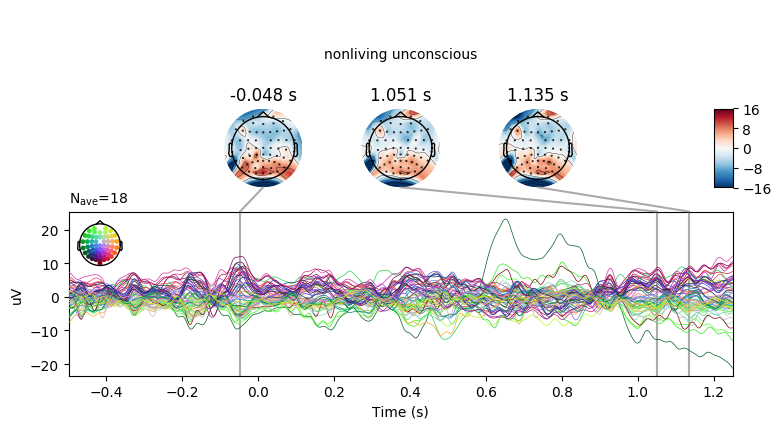 nonliving unconscious
-0.048 s 1.051 s 1.135 s
16
8
0
−8
−16
Nave=18
20
10
0
−10
−20
uV
−0.4 −0.2 0.0 0.2 0.4 0.6 0.8 1.0 1.2
Time (s)